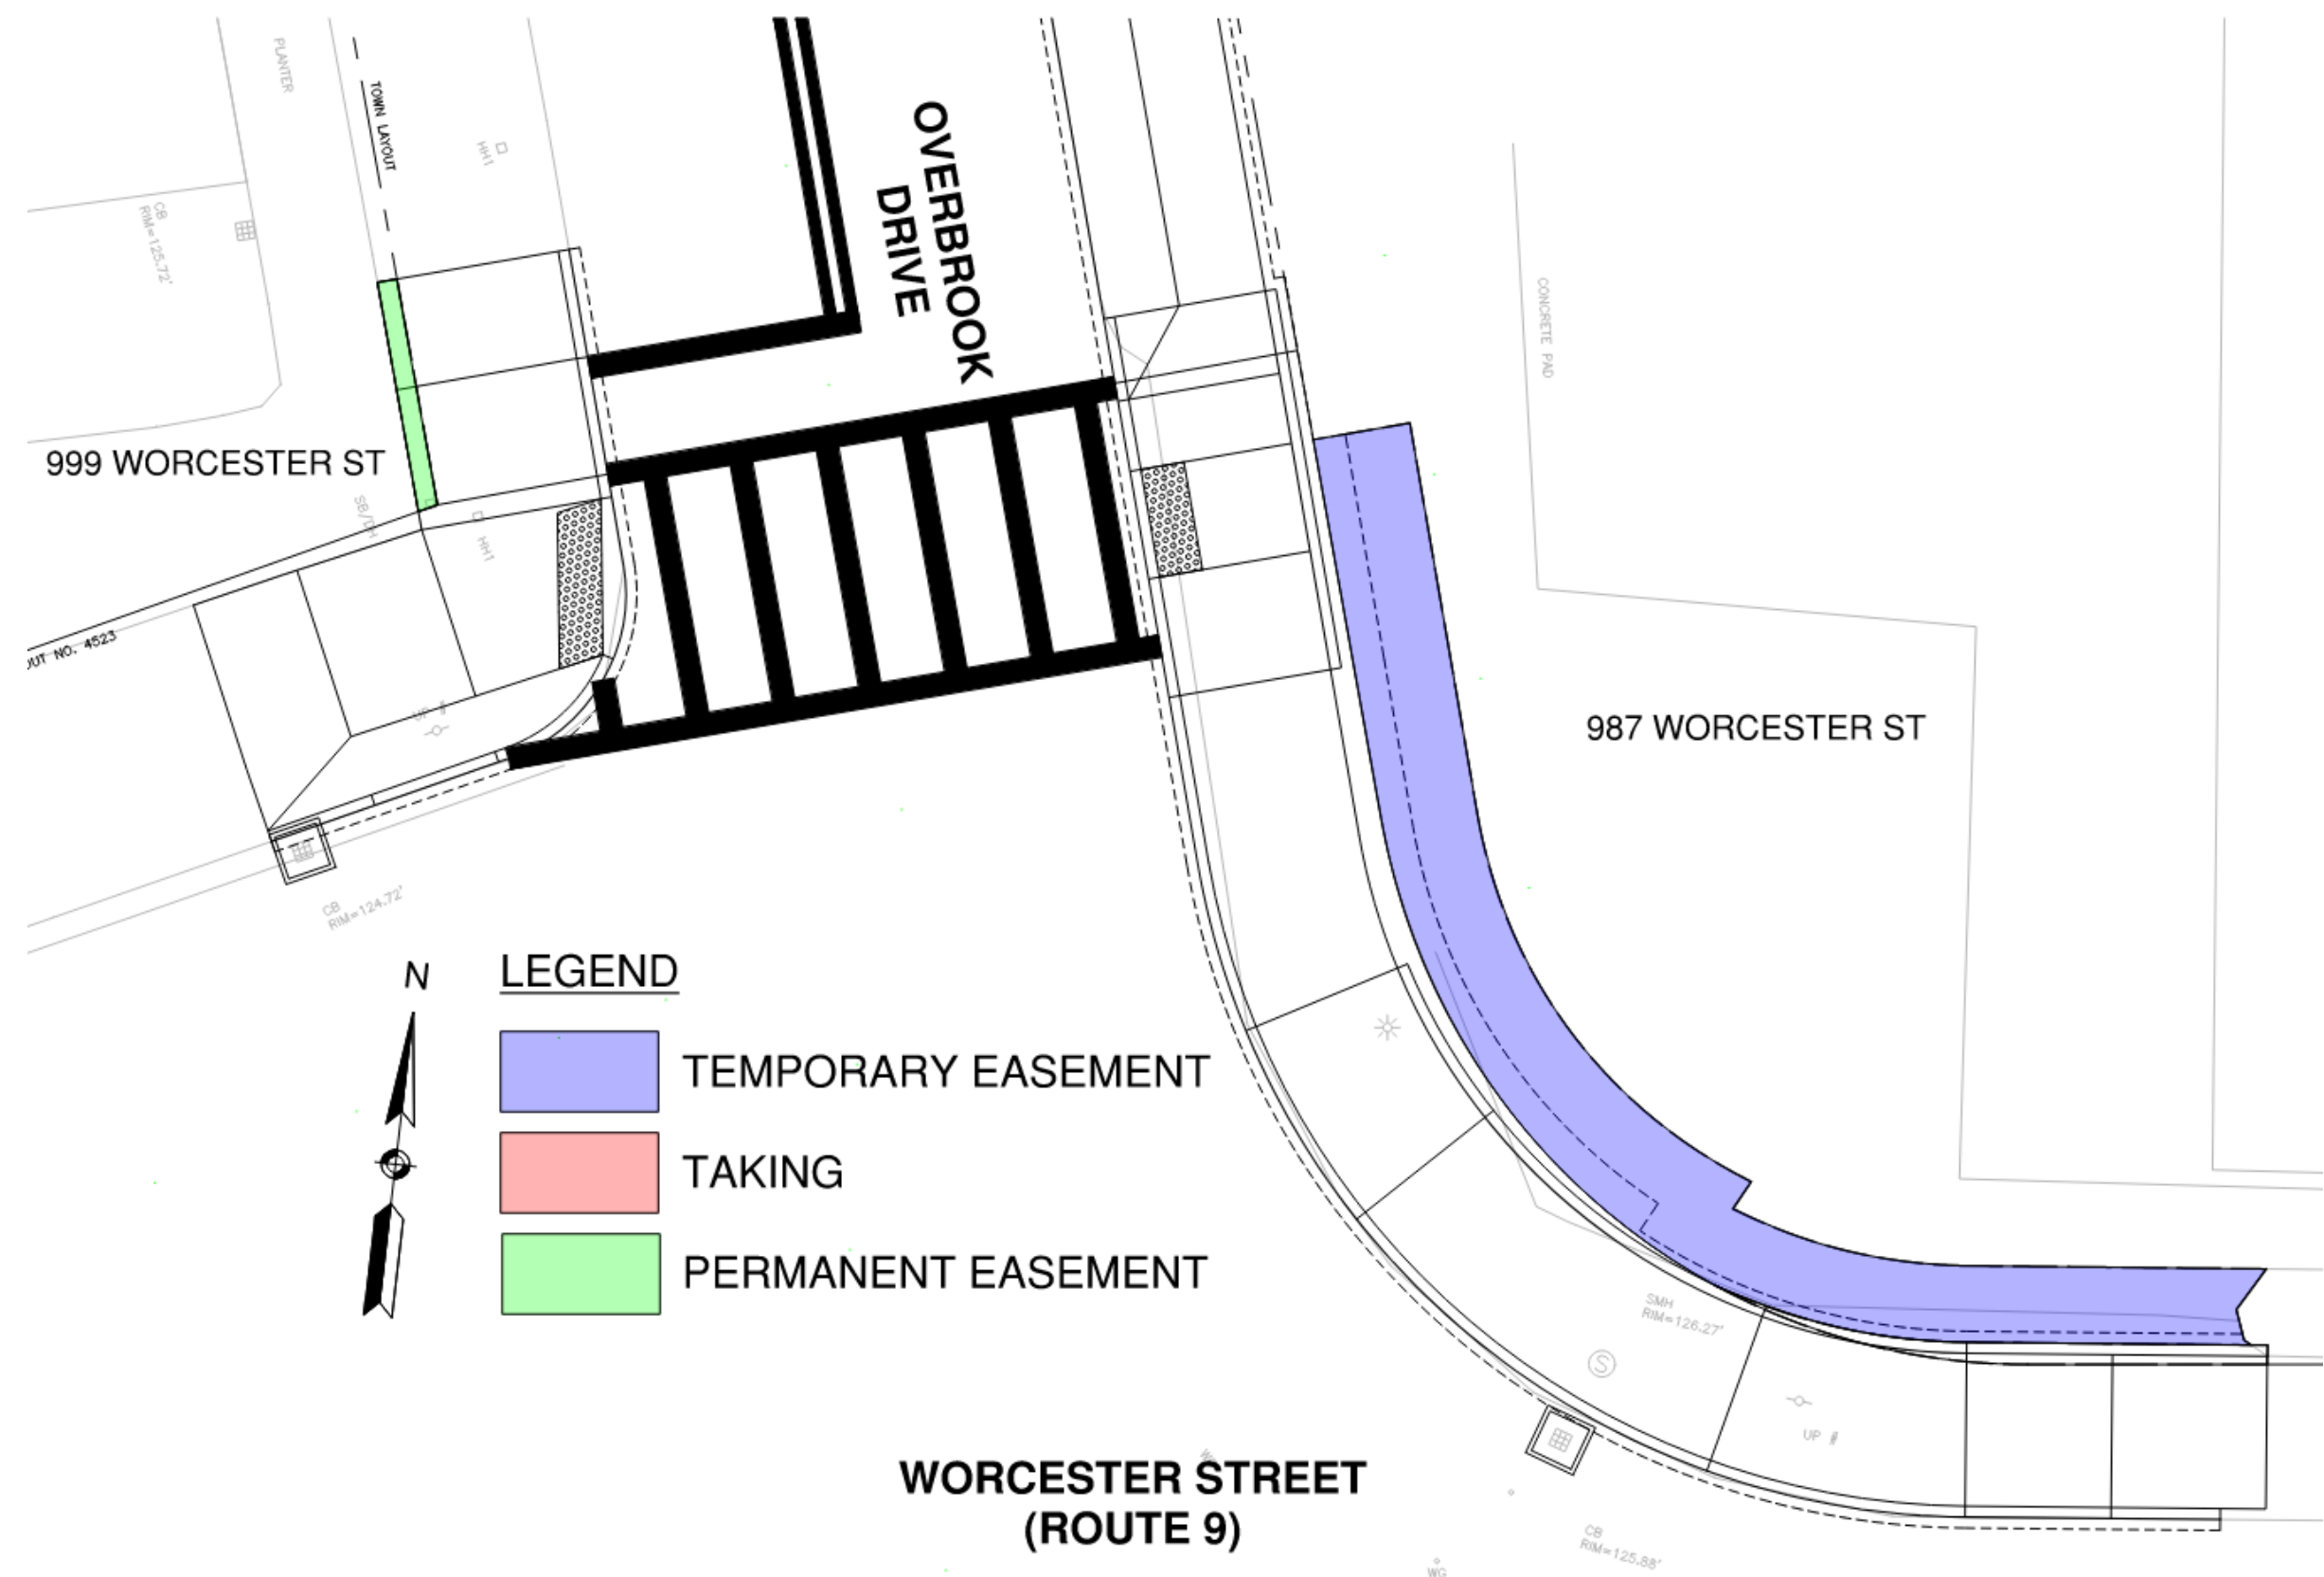 PLANTER
TOWN LAYOUT
HH1
CB
RIM=125.72'
OVERBROOK
DRIVE
CONCRETE PAD
999 WORCESTER ST
SB/DH
HH1
OUT NO. 4523
UP #
987 WORCESTER ST
CB
RIM=124.72'
N
LEGEND
TEMPORARY EASEMENT
TAKING
PERMANENT EASEMENT
SMH
RIM=126.27'
S
UP #
WORCESTER STREET
(ROUTE 9)
CB
RIM=125.88'
WG